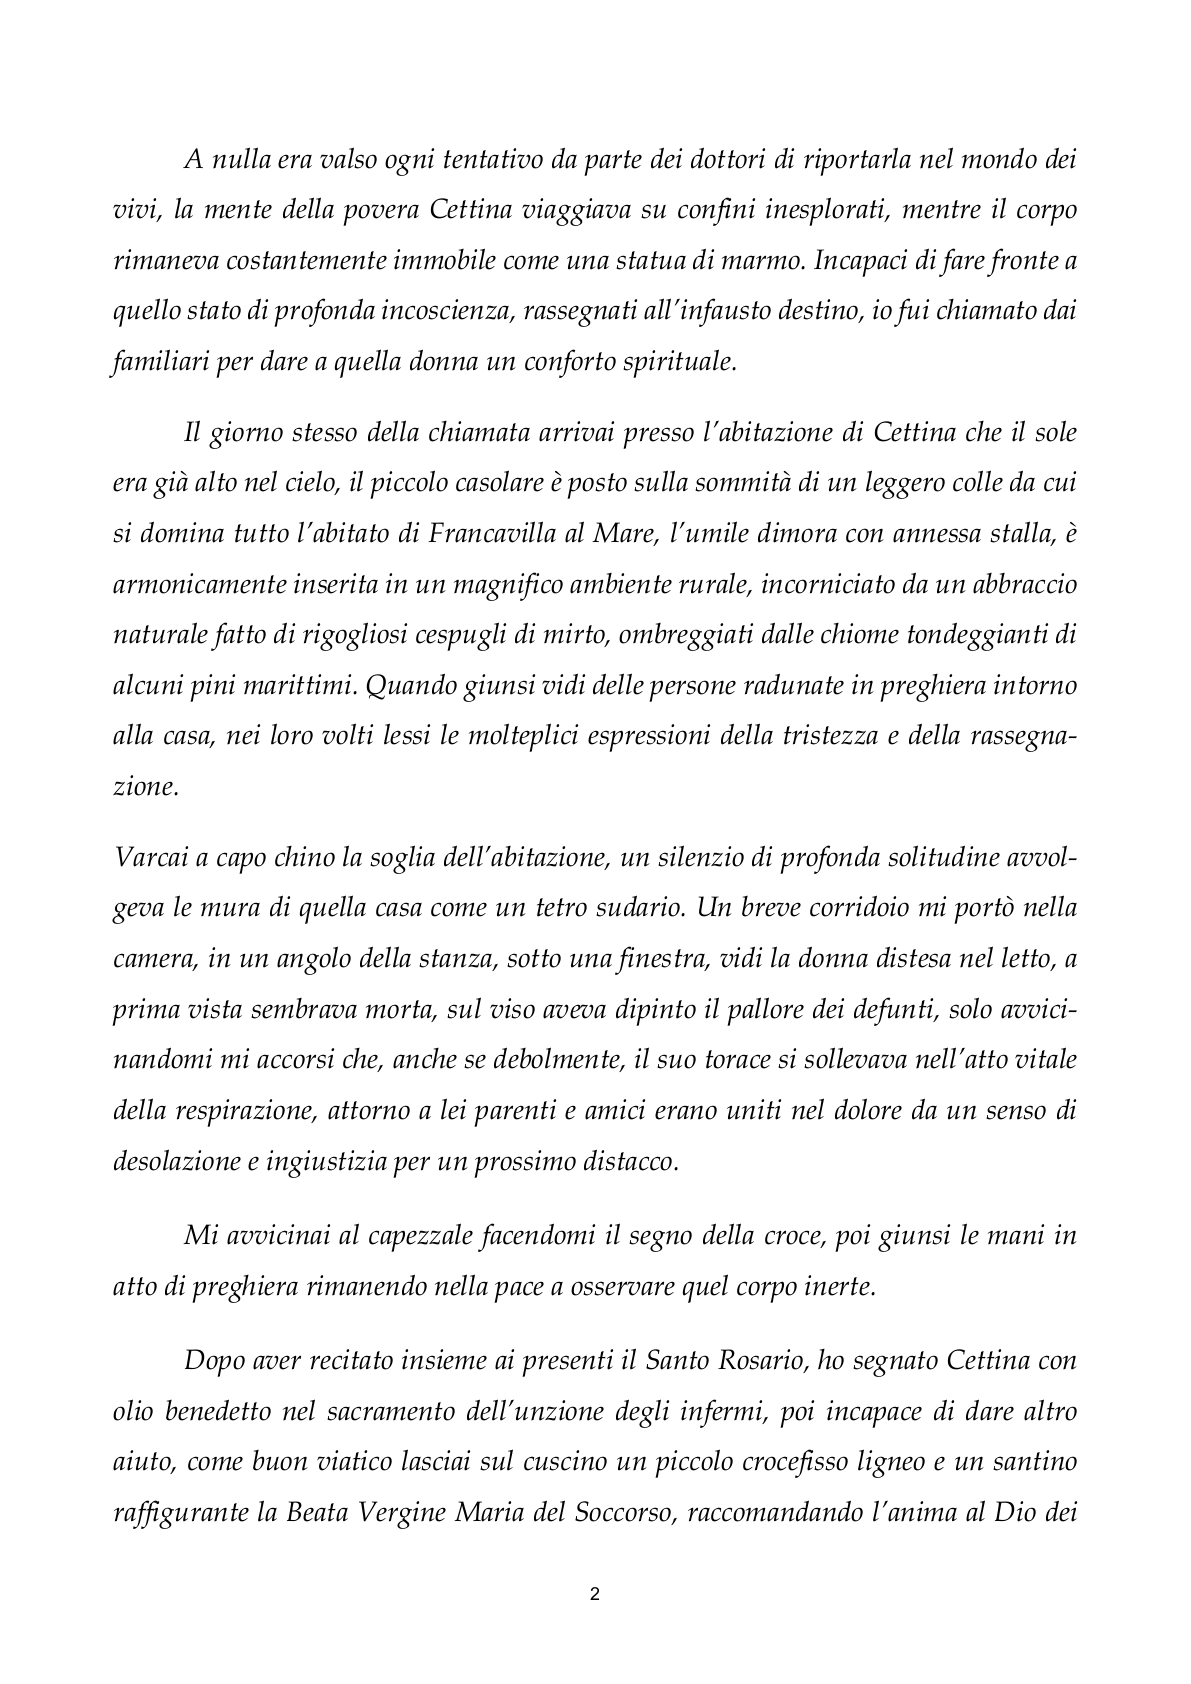 A nulla era valso ogni tentativo da parte dei dottori di riportarla nel mondo dei
vivi, la mente della povera Cettina viaggiava su confini inesplorati, mentre il corpo
rimaneva costantemente immobile come una statua di marmo. Incapaci di fare fronte a
quello stato di profonda incoscienza, rassegnati all’infausto destino, io fui chiamato dai
familiari per dare a quella donna un conforto spirituale.
Il giorno stesso della chiamata arrivai presso l’abitazione di Cettina che il sole
era già alto nel cielo, il piccolo casolare è posto sulla sommità di un leggero colle da cui
si domina tutto l’abitato di Francavilla al Mare, l’umile dimora con annessa stalla, è
armonicamente inserita in un magnifico ambiente rurale, incorniciato da un abbraccio
naturale fatto di rigogliosi cespugli di mirto, ombreggiati dalle chiome tondeggianti di
alcuni pini marittimi. Quando giunsi vidi delle persone radunate in preghiera intorno
alla casa, nei loro volti lessi le molteplici espressioni della tristezza e della rassegna-
zione.
Varcai a capo chino la soglia dell’abitazione, un silenzio di profonda solitudine avvol-
geva le mura di quella casa come un tetro sudario. Un breve corridoio mi portò nella
camera, in un angolo della stanza, sotto una finestra, vidi la donna distesa nel letto, a
prima vista sembrava morta, sul viso aveva dipinto il pallore dei defunti, solo avvici-
nandomi mi accorsi che, anche se debolmente, il suo torace si sollevava nell’atto vitale
della respirazione, attorno a lei parenti e amici erano uniti nel dolore da un senso di
desolazione e ingiustizia per un prossimo distacco.
Mi avvicinai al capezzale facendomi il segno della croce, poi giunsi le mani in
atto di preghiera rimanendo nella pace a osservare quel corpo inerte.
Dopo aver recitato insieme ai presenti il Santo Rosario, ho segnato Cettina con
olio benedetto nel sacramento dell’unzione degli infermi, poi incapace di dare altro
aiuto, come buon viatico lasciai sul cuscino un piccolo crocefisso ligneo e un santino
raffigurante la Beata Vergine Maria del Soccorso, raccomandando l’anima al Dio dei
2